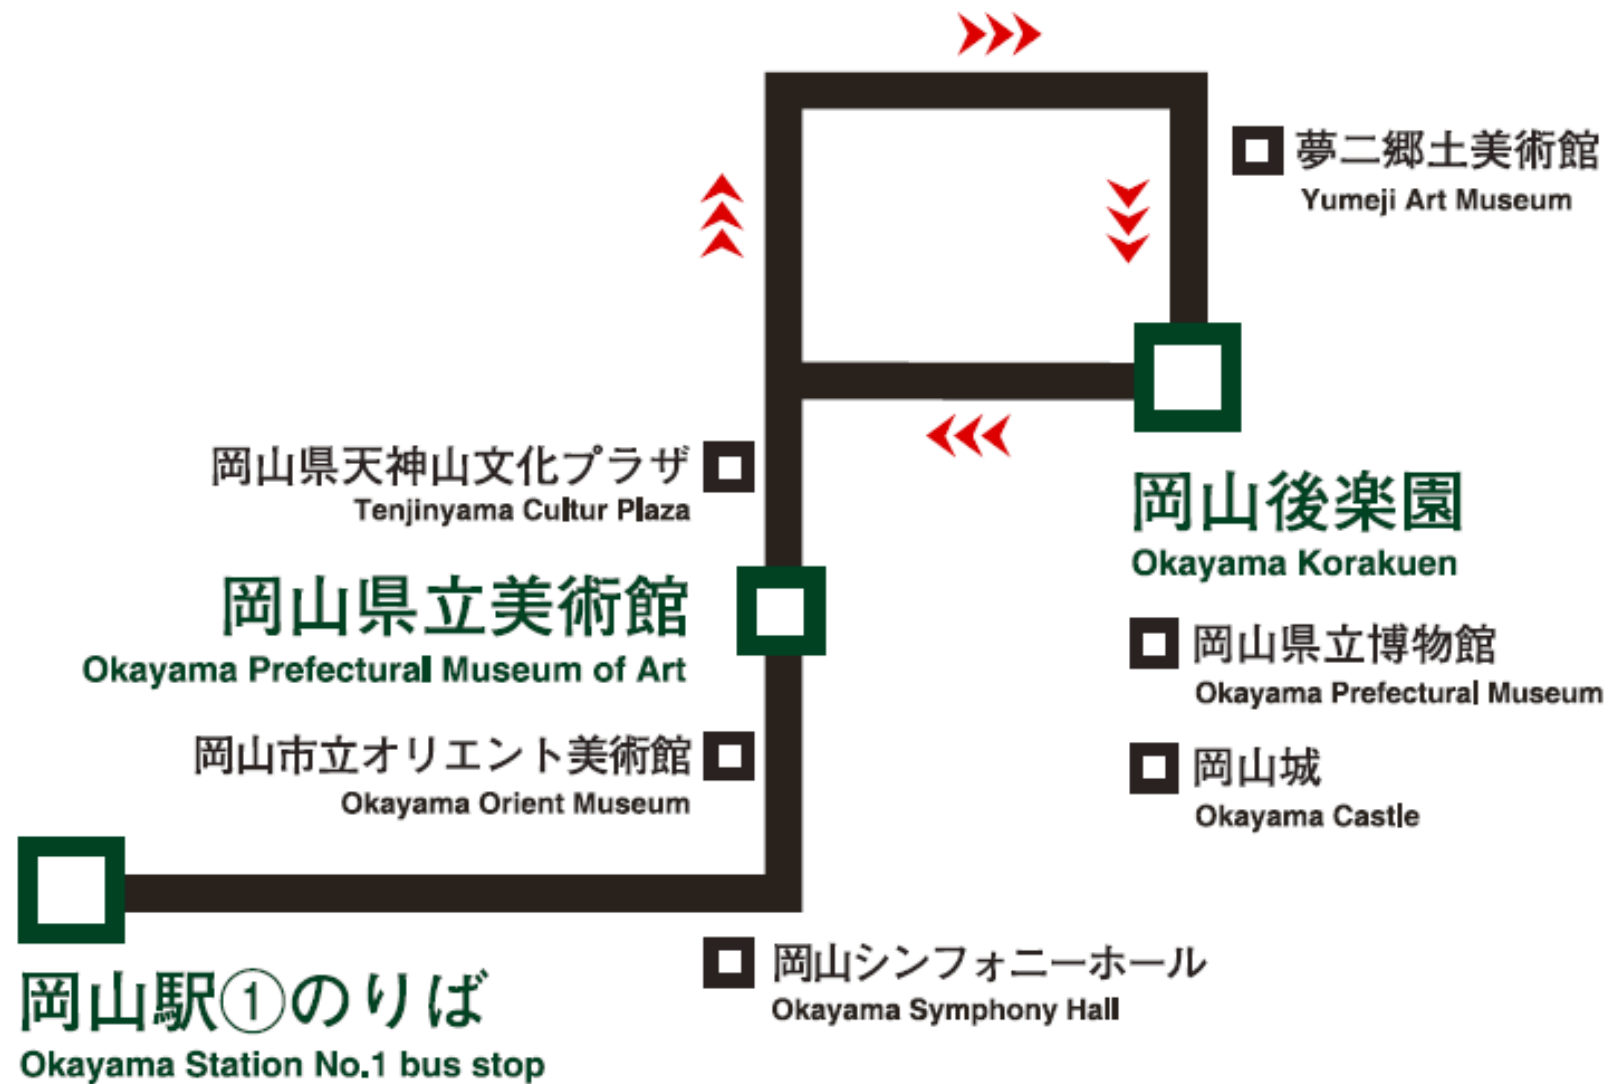 夢二郷土美術館
Yumeji Art Museum
岡山県天神山文化プラザ
Tenjinyama Cultur Plaza
岡山後楽園
Okayama Korakuen
岡山県立美術館
Okayama Prefectural Museum of Art
岡山県立博物館
Okayama Prefectural Museum
岡山市立オリエント美術館
Okayama Orient Museum
岡山城
Okayama Castle
岡山シンフォニーホール
Okayama Symphony Hall
岡山駅①のりば
Okayama Station No.1 bus stop